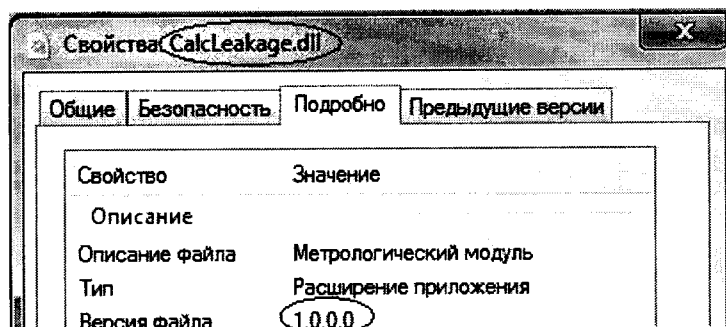 Свойства: CalcLeakage.dll
Общие Безопасность Подробно Предыдущие версии
Свойство Значение
Описание
Описание файла Метрологический модуль
Тип Расширение приложения
Версия файла 1.0.0.0